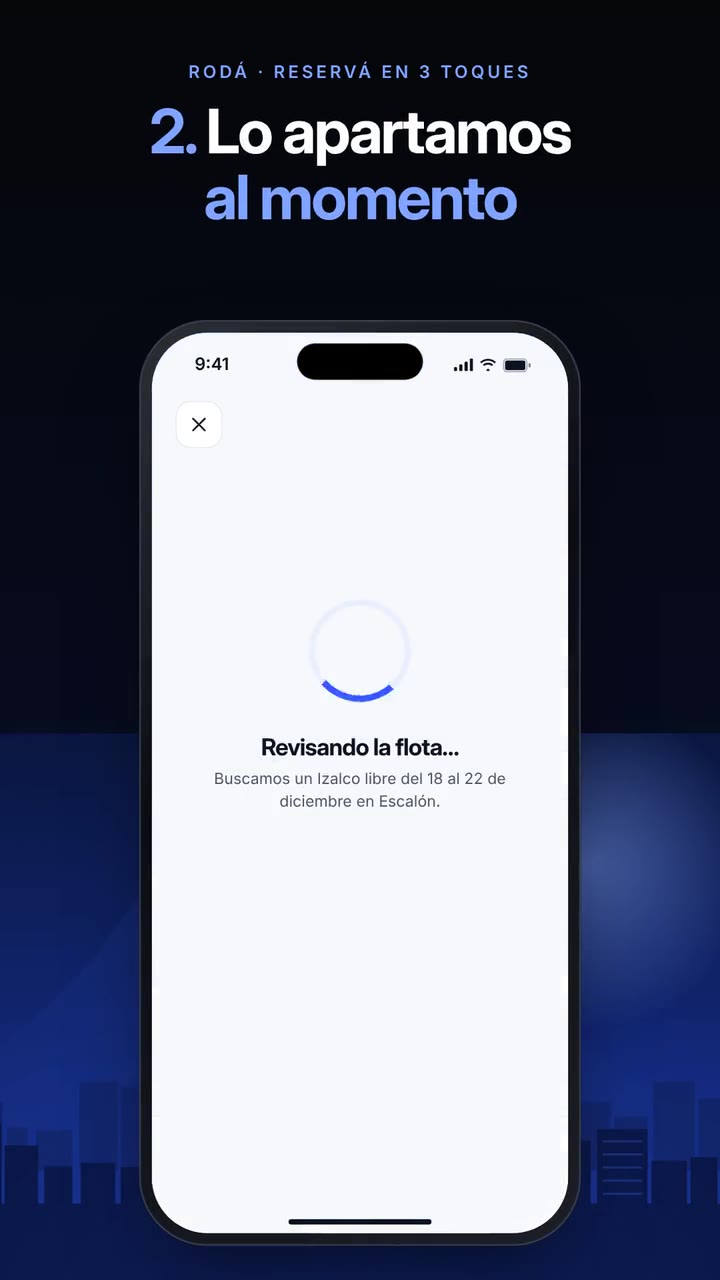 RODÁ · RESERVÁ EN 3 TOQUES
2. Lo apartamos
al momento
9:41
Revisando la flota...
Buscamos un Izalco libre del 18 al 22 de
diciembre en Escalón.